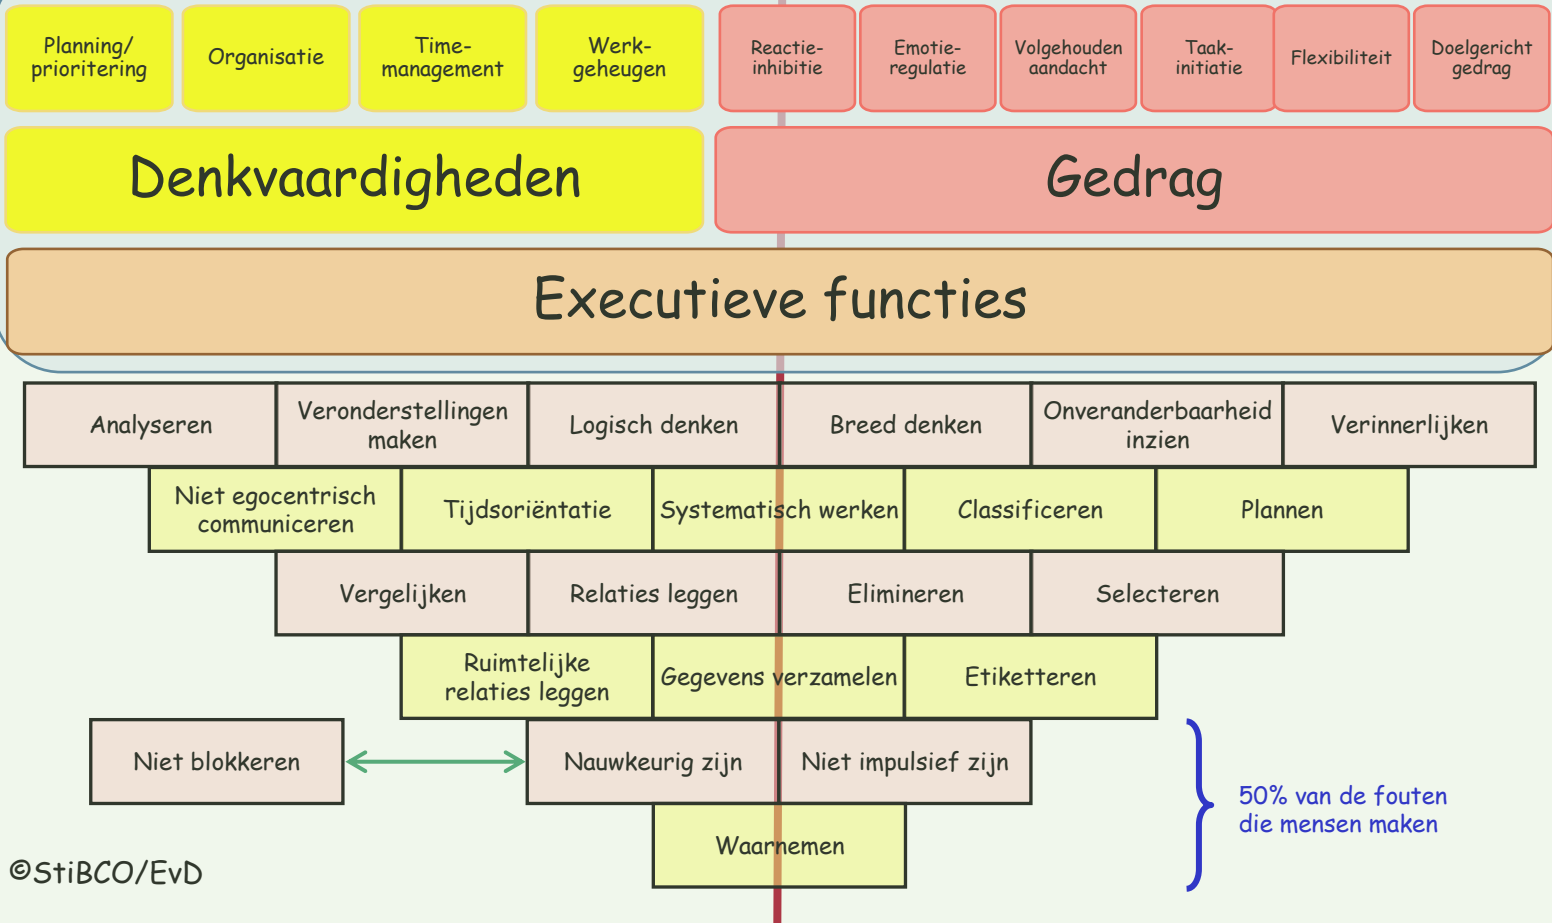 Planning/
prioritering
Organisatie
Time-
management
Werk-
geheugen
Reactie-
inhibitie
Emotie-
regulatie
Volgehouden
aandacht
Taak-
initiatie
Flexibiliteit
Doelgericht
gedrag
Denkvaardigheden
Gedrag
Executieve functies
Analyseren
Veronderstellingen
maken
Logisch denken
Breed denken
Onveranderbaarheid
inzien
Verinnerlijken
Niet egocentrisch
communiceren
Tijdsoriëntatie
Systematisch werken
Classificeren
Plannen
Vergelijken
Relaties leggen
Elimineren
Selecteren
Ruimtelijke
relaties leggen
Gegevens verzamelen
Etiketteren
Niet blokkeren
Nauwkeurig zijn
Niet impulsief zijn
50% van de fouten
die mensen maken
Waarnemen
©StiBCO/EvD